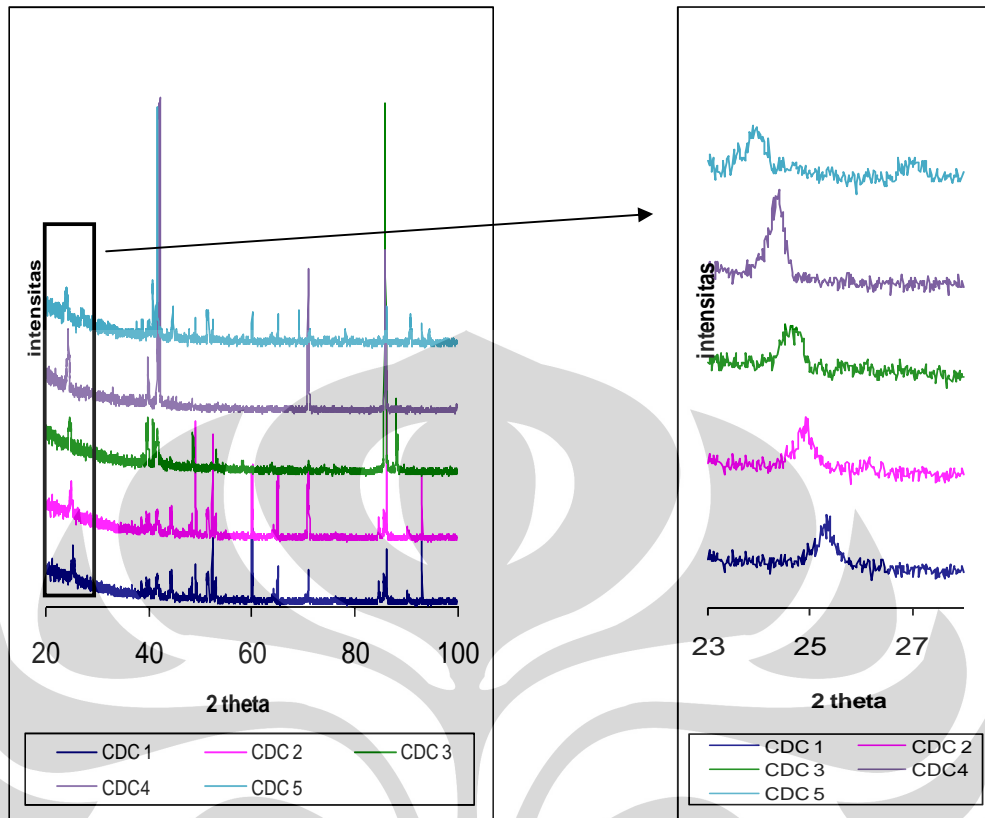 intensitas
20 40 60 80 100
2 theta
CDC 1 CDC 2 CDC 3
CDC4 CDC 5
intensitas
23 25 27
2 theta
CDC 1 CDC 2
CDC 3 CDC4
CDC 5